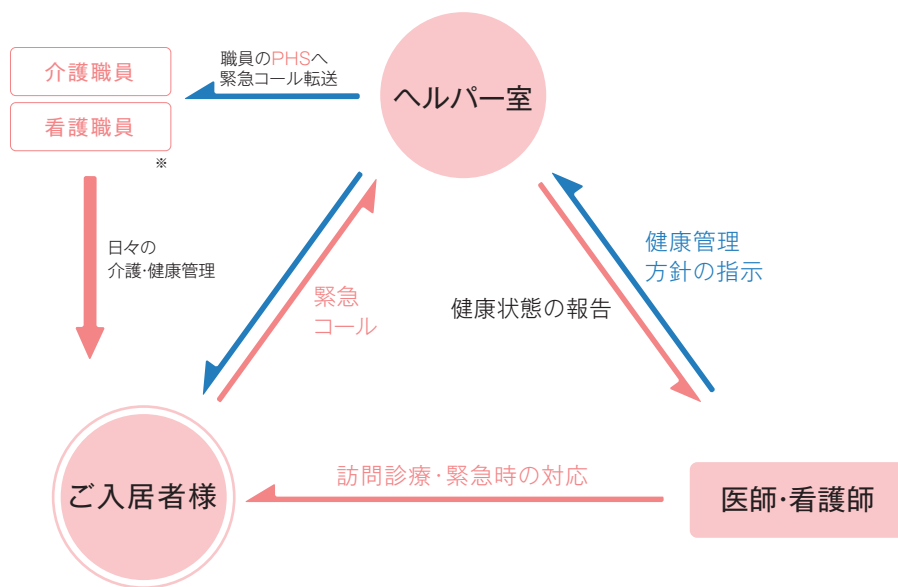 職員のPHSへ
緊急コール転送
介護職員
看護職員
※
ヘルパー室
日々の
介護・健康管理
緊急
コール
健康管理
方針の指示
健康状態の報告
訪問診療・緊急時の対応
ご入居者様
医師・看護師